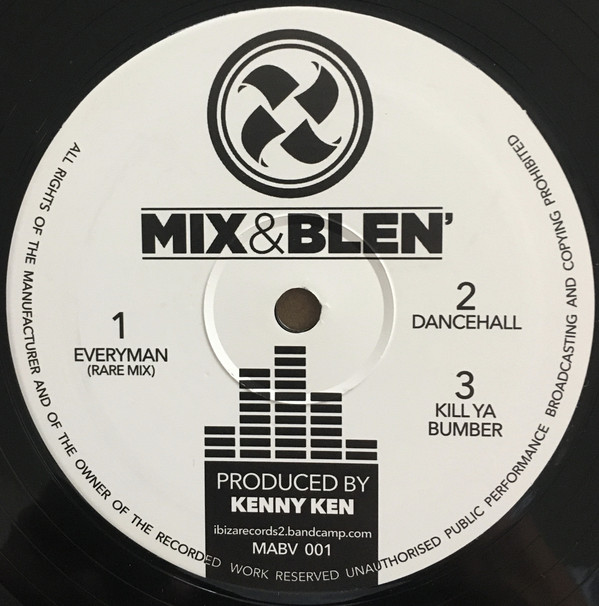 MIX&BLEN'
1
EVERYMAN
(RARE MIX)
2
DANCEHALL
3
KILL YA
BUMBER
PRODUCED BY
KENNY KEN
ibizarecords2.bandcamp.com
MABV 001
ALL RIGHTS OF THE MANUFACTURER AND OF THE OWNER OF THE RECORDED WORK RESERVED UNAUTHORISED PUBLIC PERFORMANCE BROADCASTING AND COPYING PROHIBITED